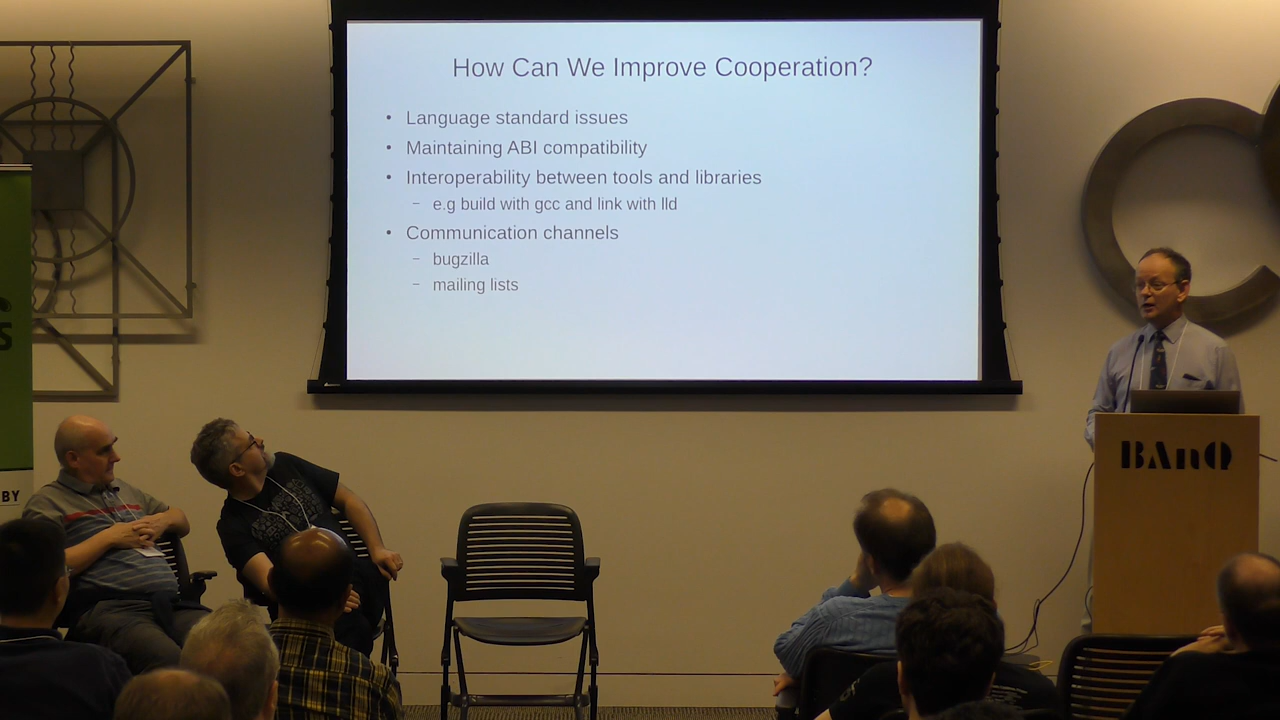 How Can We Improve Cooperation?
• Language standard issues
• Maintaining ABI compatibility
• Interoperability between tools and libraries
– e.g build with gcc and link with lld
• Communication channels
– bugzilla
– mailing lists
S
BY
BAnQ